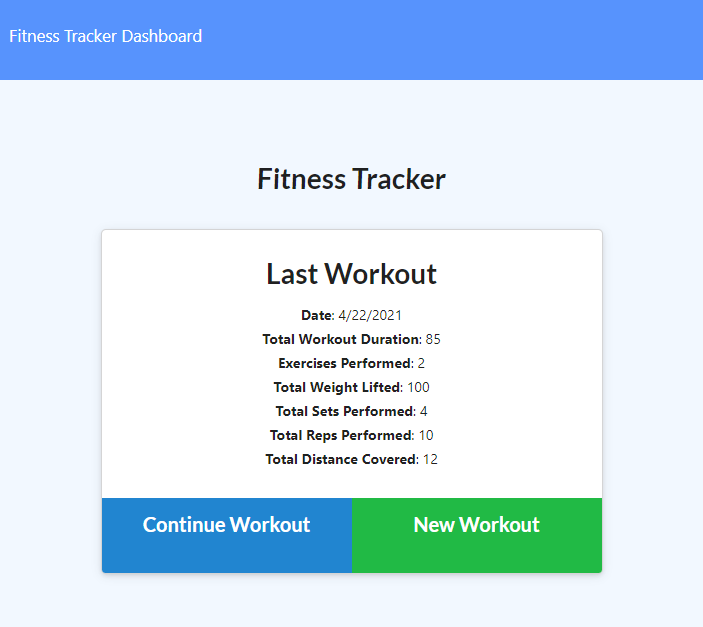 Fitness Tracker Dashboard
Fitness Tracker
Last Workout
Date: 4/22/2021
Total Workout Duration: 85
Exercises Performed: 2
Total Weight Lifted: 100
Total Sets Performed: 4
Total Reps Performed: 10
Total Distance Covered: 12
Continue Workout New Workout